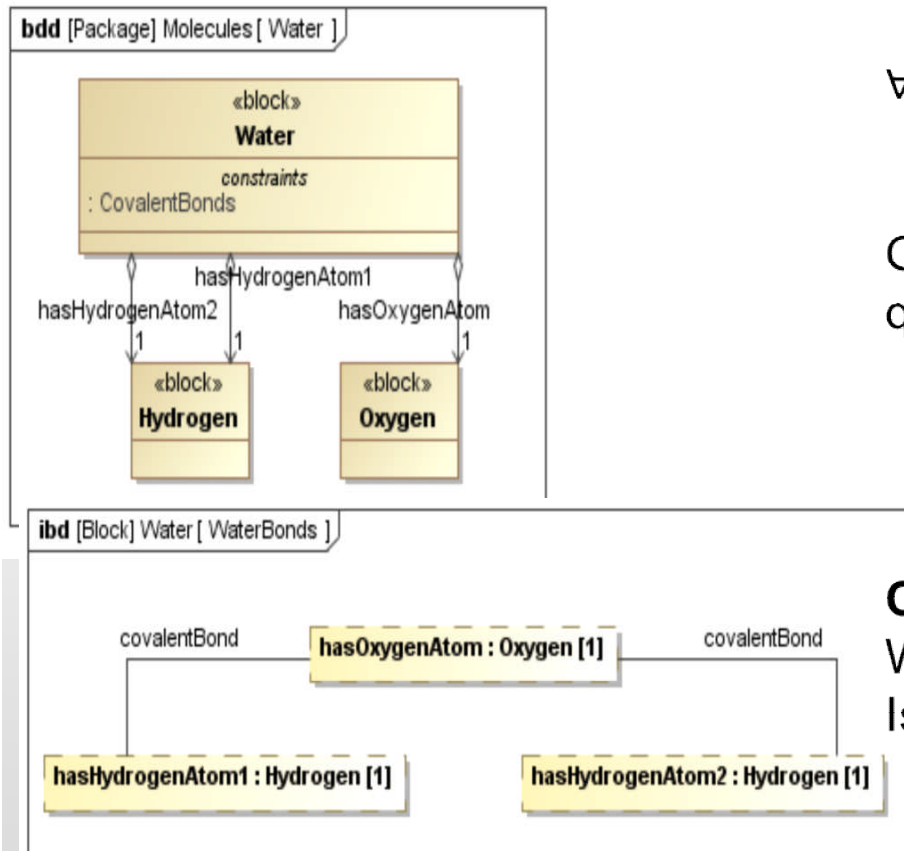 bdd [Package] Molecules [ Water ]
«block»
Water
constraints
: CovalentBonds
hasHydrogenAtom1
hasHydrogenAtom2
hasOxygenAtom
1
1
1
«block»
Hydrogen
«block»
Oxygen
ibd [Block] Water [ WaterBonds ]
covalentBond
hasOxygenAtom : Oxygen [1]
covalentBond
hasHydrogenAtom1 : Hydrogen [1]
hasHydrogenAtom2 : Hydrogen [1]